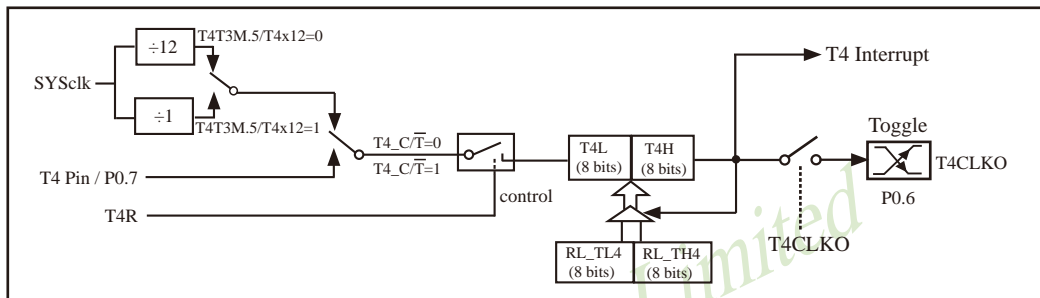 ÷12
T4T3M.5/T4x12=0
SYSclk
÷1
T4T3M.5/T4x12=1
T4 Pin / P0.7
T4R
T4_C/T̅=0
T4_C/T̅=1
control
T4L
(8 bits)
T4H
(8 bits)
RL_TL4
(8 bits)
RL_TH4
(8 bits)
T4 Interrupt
Toggle
T4CLKO
P0.6
T4CLKO
Limited